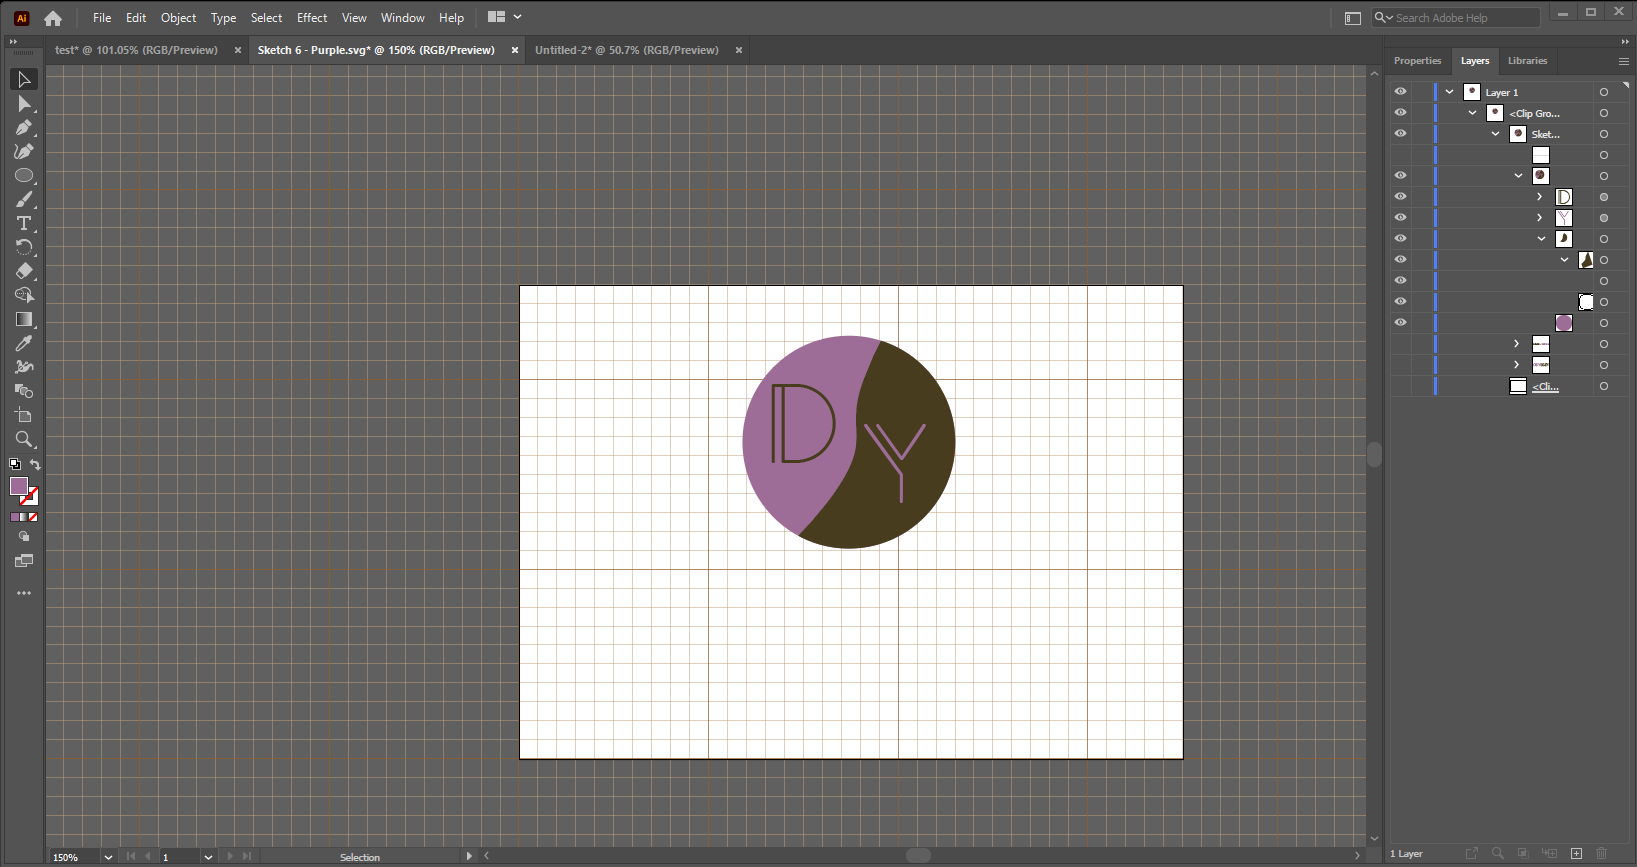 Ai File Edit Object Type Select Effect View Window Help Search Adobe Help
test* @ 101.05% (RGB/Preview) Sketch 6 - Purple.svg* @ 150% (RGB/Preview) Untitled-2* @ 50.7% (RGB/Preview)
Properties Layers Libraries
Layer 1
<Clip Gro...
Sket...
D
Y
<Cli...
D Y
150% 1 Selection 1 Layer